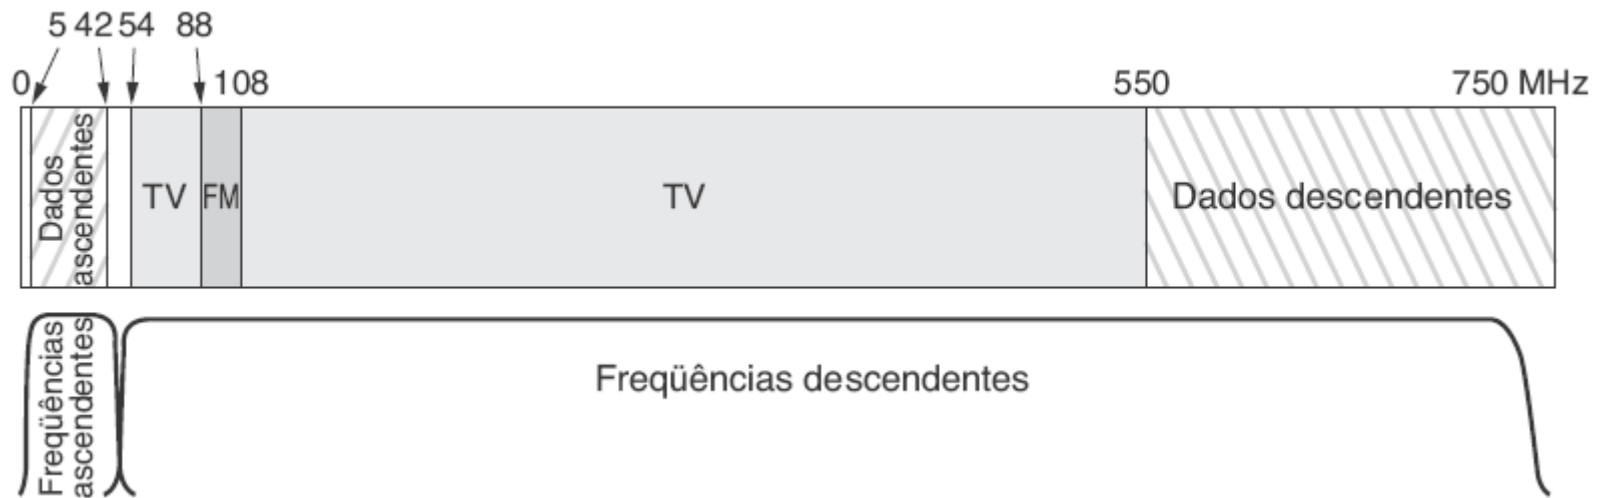 5 42 54 88
0 108 550 750 MHz
Dados
ascendentes
TV FM TV Dados descendentes
Freqüências
ascendentes
Freqüências descendentes